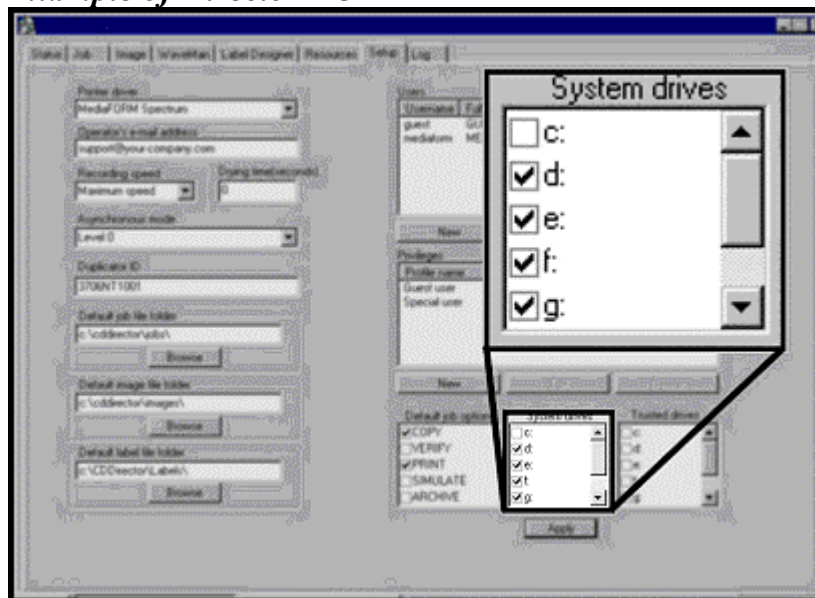 Status Job Image WaveMan Label Designer Resources Setup Log
Printer driver
MediaFORM Spectrum
Operator's e-mail address
support@your-company.com
Recording speed Drying time(seconds)
Maximum speed 0
Asynchronous mode
Level 0
Duplicator ID
3706NT1001
Default job file folder
c:\cddirector\jobs\
Browse
Default image file folder
c:\cddirector\images\
Browse
Default label file folder
c:\CDDirector\Labels\
Browse
Users
Username Full
guest GU
mediaform ME
New
Privileges
Profile name
Guest user
Special user
New
Default job options
COPY
VERIFY
PRINT
SIMULATE
ARCHIVE
System drives
c:
d:
e:
f:
g:
Trusted drives
c:
d:
e:
g:
Apply
System drives
c:
d:
e:
f:
g: